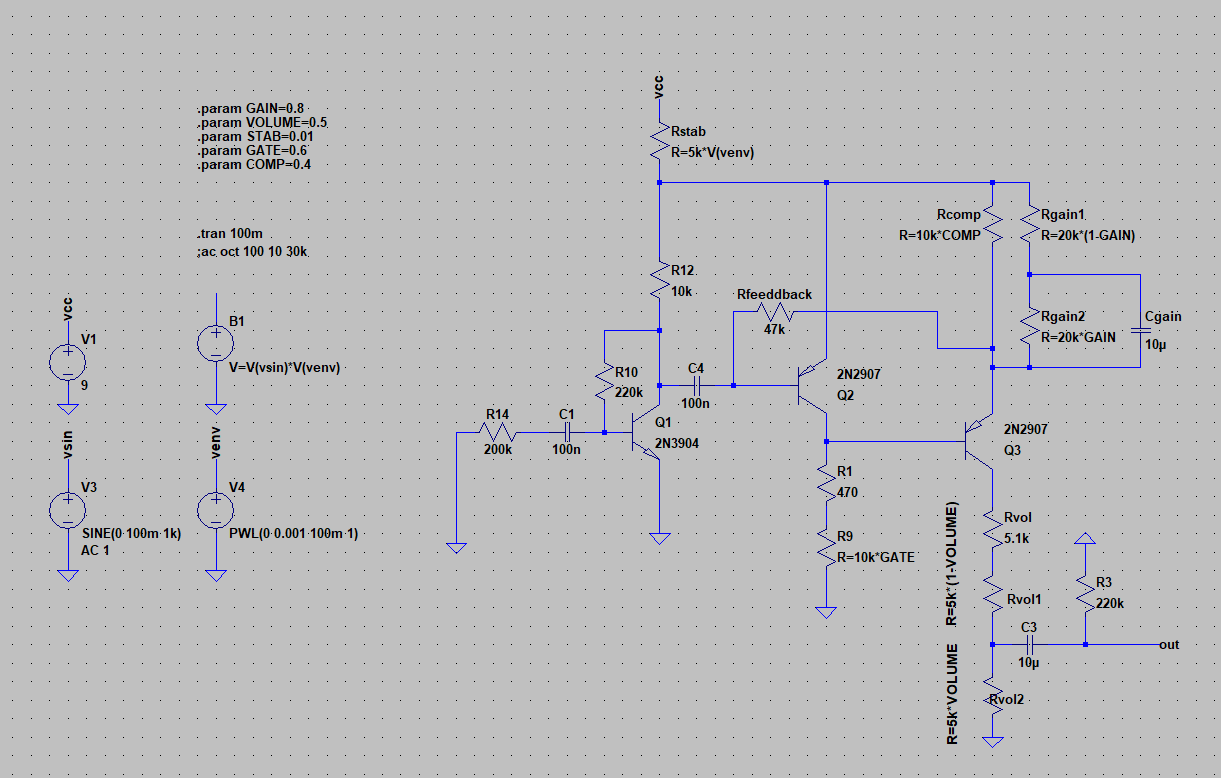 .param GAIN=0.8
.param VOLUME=0.5
.param STAB=0.01
.param GATE=0.6
.param COMP=0.4
.tran 100m
;ac oct 100 10 30k
vcc
V1
9
B1
V=V(vsin)*V(venv)
vsin
V3
SINE(0 100m 1k)
AC 1
venv
V4
PWL(0 0.001 100m 1)
vcc
Rstab
R=5k*V(venv)
R12
10k
R10
220k
R14
200k
C1
100n
Q1
2N3904
C4
100n
Rfeeddback
47k
2N2907
Q2
R1
470
R9
R=10k*GATE
Rcomp
R=10k*COMP
Rgain1
R=20k*(1-GAIN)
Rgain2
R=20k*GAIN
Cgain
10µ
2N2907
Q3
Rvol
5.1k
R=5k*(1-VOLUME)
Rvol1
R3
220k
C3
10µ
out
R=5k*VOLUME
Rvol2